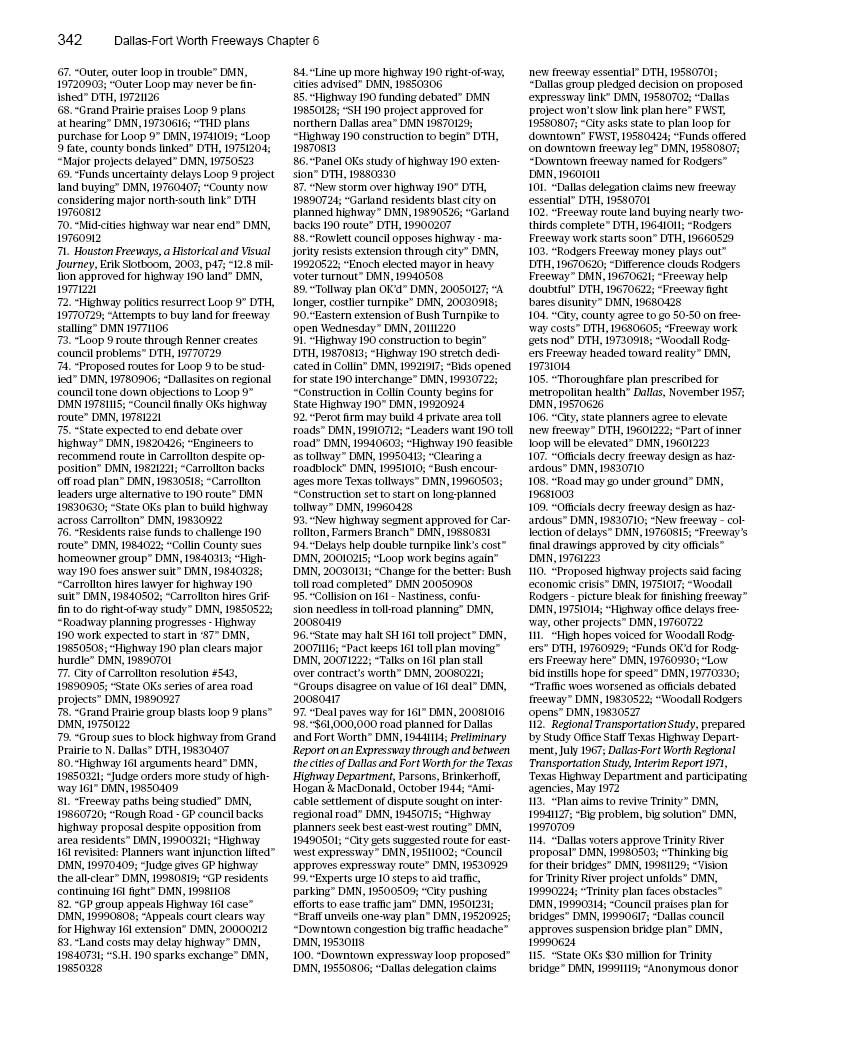 342 Dallas-Fort Worth Freeways Chapter 6
67. “Outer, outer loop in trouble” DMN,
19720903; “Outer Loop may never be fin-
ished” DTH, 19721126
68. “Grand Prairie praises Loop 9 plans
at hearing” DMN, 19730616; “THD plans
purchase for Loop 9” DMN, 19741019; “Loop
9 fate, county bonds linked” DTH, 19751204;
“Major projects delayed” DMN, 19750523
69. “Funds uncertainty delays Loop 9 project
land buying” DMN, 19760407; “County now
considering major north-south link” DTH
19760812
70. “Mid-cities highway war near end” DMN,
19760912
71. Houston Freeways, a Historical and Visual
Journey, Erik Slotboom, 2003, p47; “12.8 mil-
lion approved for highway 190 land” DMN,
19771221
72. “Highway politics resurrect Loop 9” DTH,
19770729; “Attempts to buy land for freeway
stalling” DMN 19771106
73. “Loop 9 route through Renner creates
council problems” DTH, 19770729
74. “Proposed routes for Loop 9 to be stud-
ied” DMN, 19780906; “Dallasites on regional
council tone down objections to Loop 9”
DMN 19781115; “Council finally OKs highway
route” DMN, 19781221
75. “State expected to end debate over
highway” DMN, 19820426; “Engineers to
recommend route in Carrollton despite op-
position” DMN, 19821221; “Carrollton backs
off road plan” DMN, 19830518; “Carrollton
leaders urge alternative to 190 route” DMN
19830630; “State OKs plan to build highway
across Carrollton” DMN, 19830922
76. “Residents raise funds to challenge 190
route” DMN, 1984022; “Collin County sues
homeowner group” DMN, 19840313; “High-
way 190 foes answer suit” DMN, 19840328;
“Carrollton hires lawyer for highway 190
suit” DMN, 19840502; “Carrollton hires Grif-
fin to do right-of-way study” DMN, 19850522;
“Roadway planning progresses - Highway
190 work expected to start in ‘87” DMN,
19850508; “Highway 190 plan clears major
hurdle” DMN, 19890701
77. City of Carrollton resolution #543,
19890905; “State OKs series of area road
projects” DMN, 19890927
78. “Grand Prairie group blasts loop 9 plans”
DMN, 19750122
79. “Group sues to block highway from Grand
Prairie to N. Dallas” DTH, 19830407
80. “Highway 161 arguments heard” DMN,
19850321; “Judge orders more study of high-
way 161” DMN, 19850409
81. “Freeway paths being studied” DMN,
19860720; “Rough Road - GP council backs
highway proposal despite opposition from
area residents” DMN, 19900321; “Highway
161 revisited: Planners want injunction lifted”
DMN, 19970409; “Judge gives GP highway
the all-clear” DMN, 19980819; “GP residents
continuing 161 fight” DMN, 19981108
82. “GP group appeals Highway 161 case”
DMN, 19990808; “Appeals court clears way
for Highway 161 extension” DMN, 20000212
83. “Land costs may delay highway” DMN,
19840731; “S.H. 190 sparks exchange” DMN,
19850328
84. “Line up more highway 190 right-of-way,
cities advised” DMN, 19850306
85. “Highway 190 funding debated” DMN
19850128; “SH 190 project approved for
northern Dallas area” DMN 19870129;
“Highway 190 construction to begin” DTH,
19870813
86. “Panel OKs study of highway 190 exten-
sion” DTH, 19880330
87. “New storm over highway 190” DTH,
19890724; “Garland residents blast city on
planned highway” DMN, 19890526; “Garland
backs 190 route” DTH, 19900207
88. “Rowlett council opposes highway - ma-
jority resists extension through city” DMN,
19920522; “Enoch elected mayor in heavy
voter turnout” DMN, 19940508
89. “Tollway plan OK’d” DMN, 20050127; “A
longer, costlier turnpike” DMN, 20030918;
90.“Eastern extension of Bush Turnpike to
open Wednesday” DMN, 20111220
91. “Highway 190 construction to begin”
DTH, 19870813; “Highway 190 stretch dedi-
cated in Collin” DMN, 19921917; “Bids opened
for state 190 interchange” DMN, 19930722;
“Construction in Collin County begins for
State Highway 190” DMN, 19920924
92. “Perot firm may build 4 private area toll
roads” DMN, 19910712; “Leaders want 190 toll
road” DMN, 19940603; “Highway 190 feasible
as tollway” DMN, 19950413; “Clearing a
roadblock” DMN, 19951010; “Bush encour-
ages more Texas tollways” DMN, 19960503;
“Construction set to start on long-planned
tollway” DMN, 19960428
93. “New highway segment approved for Car-
rollton, Farmers Branch” DMN, 19880831
94. “Delays help double turnpike link’s cost”
DMN, 20010215; “Loop work begins again”
DMN, 20030131; “Change for the better: Bush
toll road completed” DMN 20050908
95. “Collision on 161 - Nastiness, confu-
sion needless in toll-road planning” DMN,
20080419
96. “State may halt SH 161 toll project” DMN,
20071116; “Pact keeps 161 toll plan moving”
DMN, 20071222; “Talks on 161 plan stall
over contract’s worth” DMN, 20080221;
“Groups disagree on value of 161 deal” DMN,
20080417
97. “Deal paves way for 161” DMN, 20081016
98. “$61,000,000 road planned for Dallas
and Fort Worth” DMN, 19441114; Preliminary
Report on an Expressway through and between
the cities of Dallas and Fort Worth for the Texas
Highway Department, Parsons, Brinkerhoff,
Hogan & MacDonald, October 1944; “Ami-
cable settlement of dispute sought on inter-
regional road” DMN, 19450715; “Highway
planners seek best east-west routing” DMN,
19490501; “City gets suggested route for east-
west expressway” DMN, 19511002; “Council
approves expressway route” DMN, 19530929
99. “Experts urge 10 steps to aid traffic,
parking” DMN, 19500509; “City pushing
efforts to ease traffic jam” DMN, 19501231;
“Braff unveils one-way plan” DMN, 19520925;
“Downtown congestion big traffic headache”
DMN, 19530118
100. “Downtown expressway loop proposed”
DMN, 19550806; “Dallas delegation claims
new freeway essential” DTH, 19580701;
“Dallas group pledged decision on proposed
expressway link” DMN, 19580702; “Dallas
project won’t slow link plan here” FWST,
19580807; “City asks state to plan loop for
downtown” FWST, 19580424; “Funds offered
on downtown freeway leg” DMN, 19580807;
“Downtown freeway named for Rodgers”
DMN, 19601011
101. “Dallas delegation claims new freeway
essential” DTH, 19580701
102. “Freeway route land buying nearly two-
thirds complete” DTH, 19641011; “Rodgers
Freeway work starts soon” DTH, 19660529
103. “Rodgers Freeway money plays out”
DTH, 19670620; “Difference clouds Rodgers
Freeway” DMN, 19670621; “Freeway help
doubtful” DTH, 19670622; “Freeway fight
bares disunity” DMN, 19680428
104. “City, county agree to go 50-50 on free-
way costs” DTH, 19680605; “Freeway work
gets nod” DTH, 19730918; “Woodall Rodg-
ers Freeway headed toward reality” DMN,
19731014
105. “Thoroughfare plan prescribed for
metropolitan health” Dallas, November 1957;
DMN, 19570626
106. “City, state planners agree to elevate
new freeway” DTH, 19601222; “Part of inner
loop will be elevated” DMN, 19601223
107. “Officials decry freeway design as haz-
ardous” DMN, 19830710
108. “Road may go under ground” DMN,
19681003
109. “Officials decry freeway design as haz-
ardous” DMN, 19830710; “New freeway - col-
lection of delays” DMN, 19760815; “Freeway’s
final drawings approved by city officials”
DMN, 19761223
110. “Proposed highway projects said facing
economic crisis” DMN, 19751017; “Woodall
Rodgers - picture bleak for finishing freeway”
DMN, 19751014; “Highway office delays free-
way, other projects” DMN, 19760722
111. “High hopes voiced for Woodall Rodg-
ers” DTH, 19760929; “Funds OK’d for Rodg-
ers Freeway here” DMN, 19760930; “Low
bid instills hope for speed” DMN, 19770330;
“Traffic woes worsened as officials debated
freeway” DMN, 19830522; “Woodall Rodgers
opens” DMN, 19830527
112. Regional Transportation Study, prepared
by Study Office Staff Texas Highway Depart-
ment, July 1967; Dallas-Fort Worth Regional
Transportation Study, Interim Report 1971,
Texas Highway Department and participating
agencies, May 1972
113. “Plan aims to revive Trinity” DMN,
19941127; “Big problem, big solution” DMN,
19970709
114. “Dallas voters approve Trinity River
proposal” DMN, 19980503; “Thinking big
for their bridges” DMN, 19981129; “Vision
for Trinity River project unfolds” DMN,
19990224; “Trinity plan faces obstacles”
DMN, 19990314; “Council praises plan for
bridges” DMN, 19990617; “Dallas council
approves suspension bridge plan” DMN,
19990624
115. “State OKs $30 million for Trinity
bridge” DMN, 19991119; “Anonymous donor